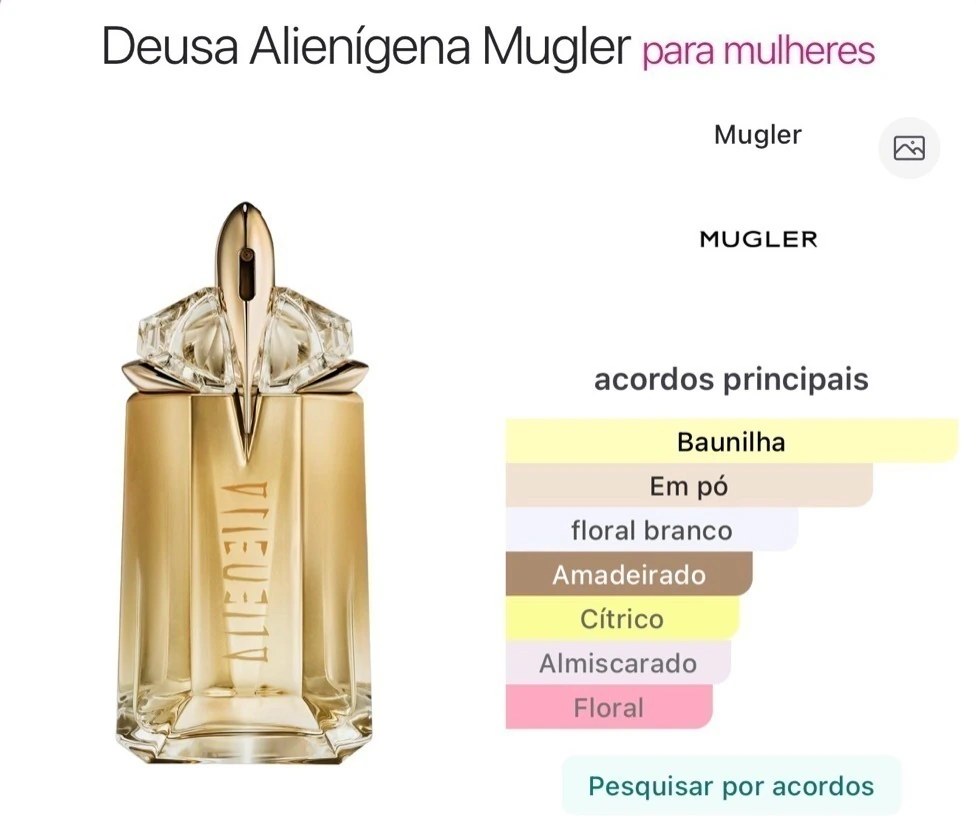 Deusa Alienígena Mugler para mulheres
Mugler
MUGLER
acordos principais
Baunilha
Em pó
floral branco
Amadeirado
Cítrico
Almiscarado
Floral
Pesquisar por acordos